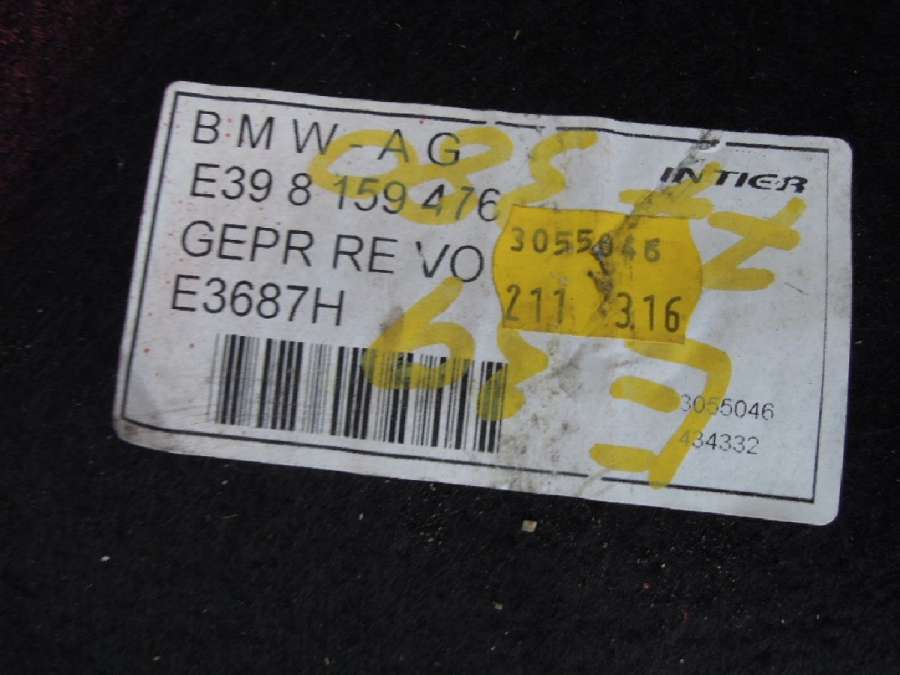 BMW-AG
INTIER
E39 8 159 476
GEPR RE VO
3055046
E3687H
211 316
3055046
434332